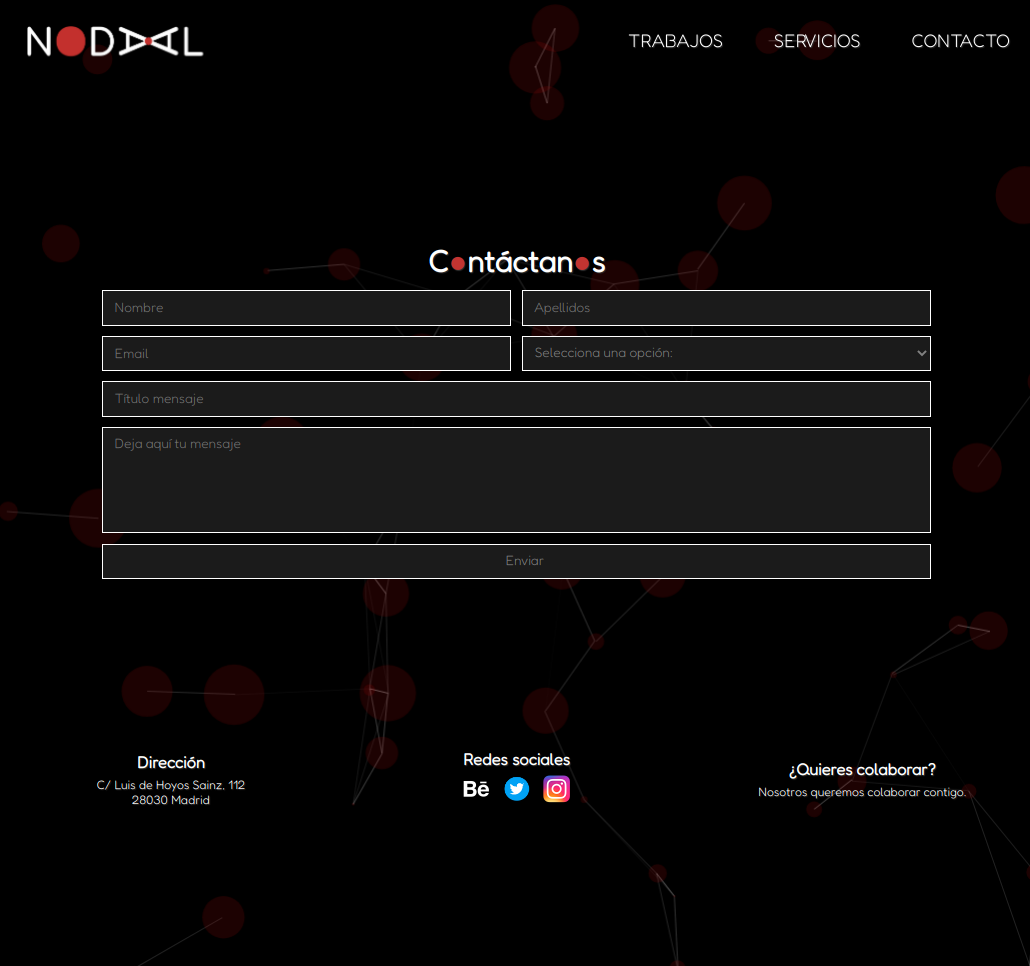 NODAAL
TRABAJOS
SERVICIOS
CONTACTO
Contáctanos
Nombre
Apellidos
Email
Selecciona una opción:
Título mensaje
Deja aquí tu mensaje
Enviar
Dirección
C/ Luis de Hoyos Sainz, 112
28030 Madrid
Redes sociales
Bē
¿Quieres colaborar?
Nosotros queremos colaborar contigo.